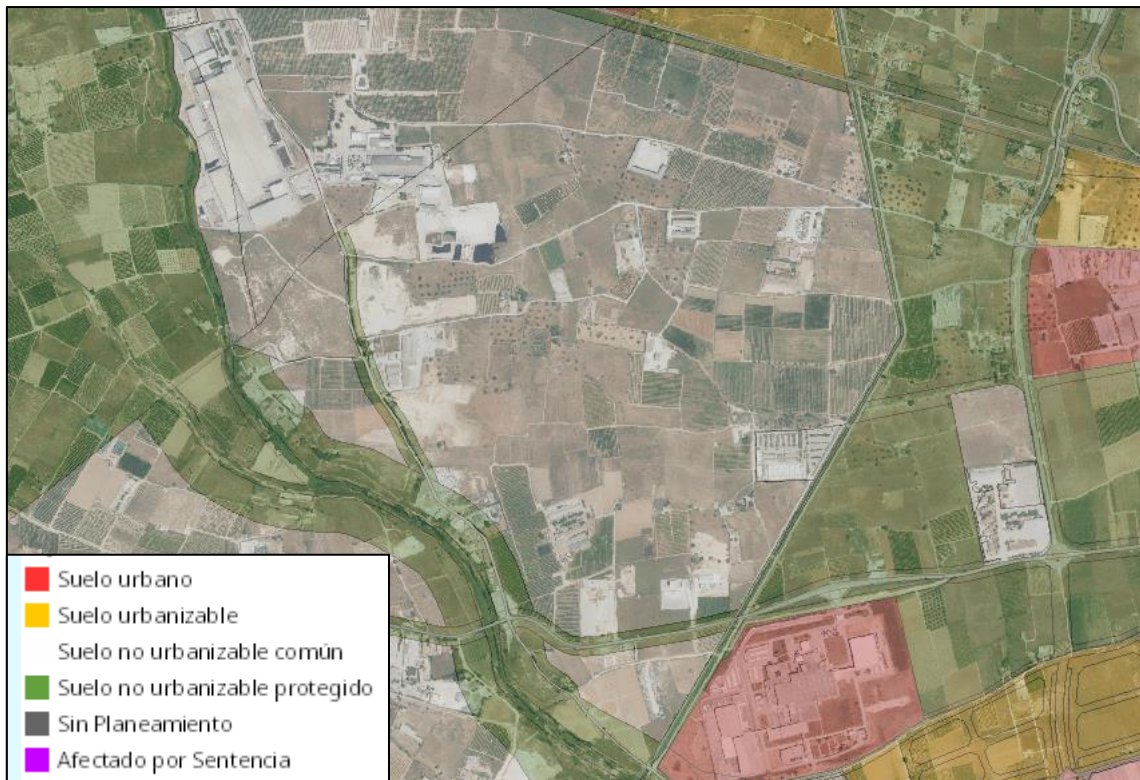 Suelo urbano
Suelo urbanizable
Suelo no urbanizable común
Suelo no urbanizable protegido
Sin Planeamiento
Afectado por Sentencia